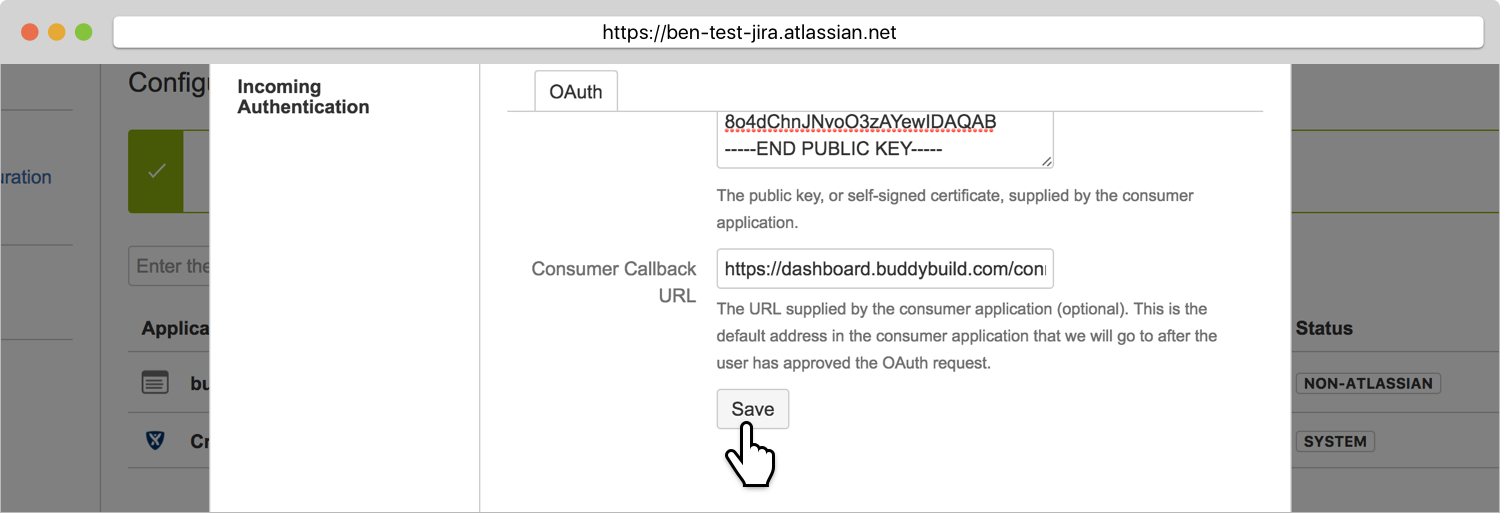 https://ben-test-jira.atlassian.net
Incoming
Authentication
OAuth
8o4dChnJNvoO3zAYewIDAQAB
-----END PUBLIC KEY-----
The public key, or self-signed certificate, supplied by the consumer
application.
Consumer Callback
URL
https://dashboard.buddybuild.com/con
The URL supplied by the consumer application (optional). This is the
default address in the consumer application that we will go to after the
user has approved the OAuth request.
Save
Configu
uration
Enter the
Applica
Status
bu
NON-ATLASSIAN
Cr
SYSTEM